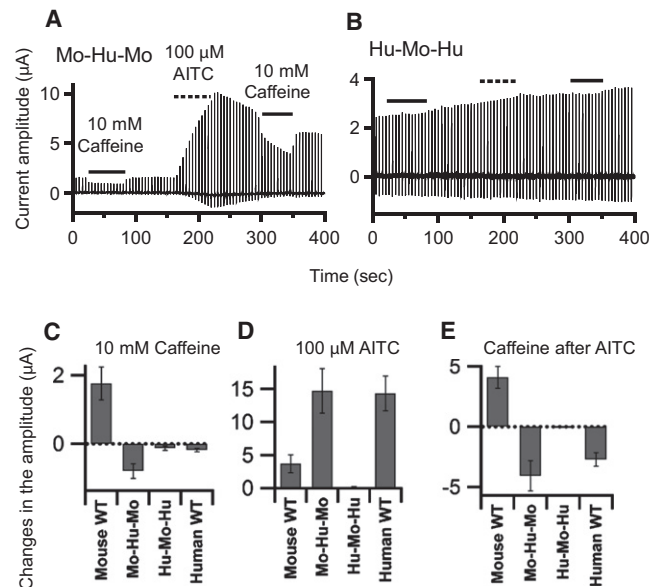 A
B
Mo-Hu-Mo
100 µM
AITC
10 mM
Caffeine
10 mM
Caffeine
Hu-Mo-Hu
Current amplitude (µA)
10
5
0
0
100
200
300
400
4
2
0
0
100
200
300
400
Time (sec)
C
10 mM Caffeine
D
100 µM AITC
E
Caffeine after AITC
Changes in the amplitude (µA)
2
0
Mouse WT
Mo-Hu-Mo
Hu-Mo-Hu
Human WT
15
10
5
0
Mouse WT
Mo-Hu-Mo
Hu-Mo-Hu
Human WT
5
0
-5
Mouse WT
Mo-Hu-Mo
Hu-Mo-Hu
Human WT